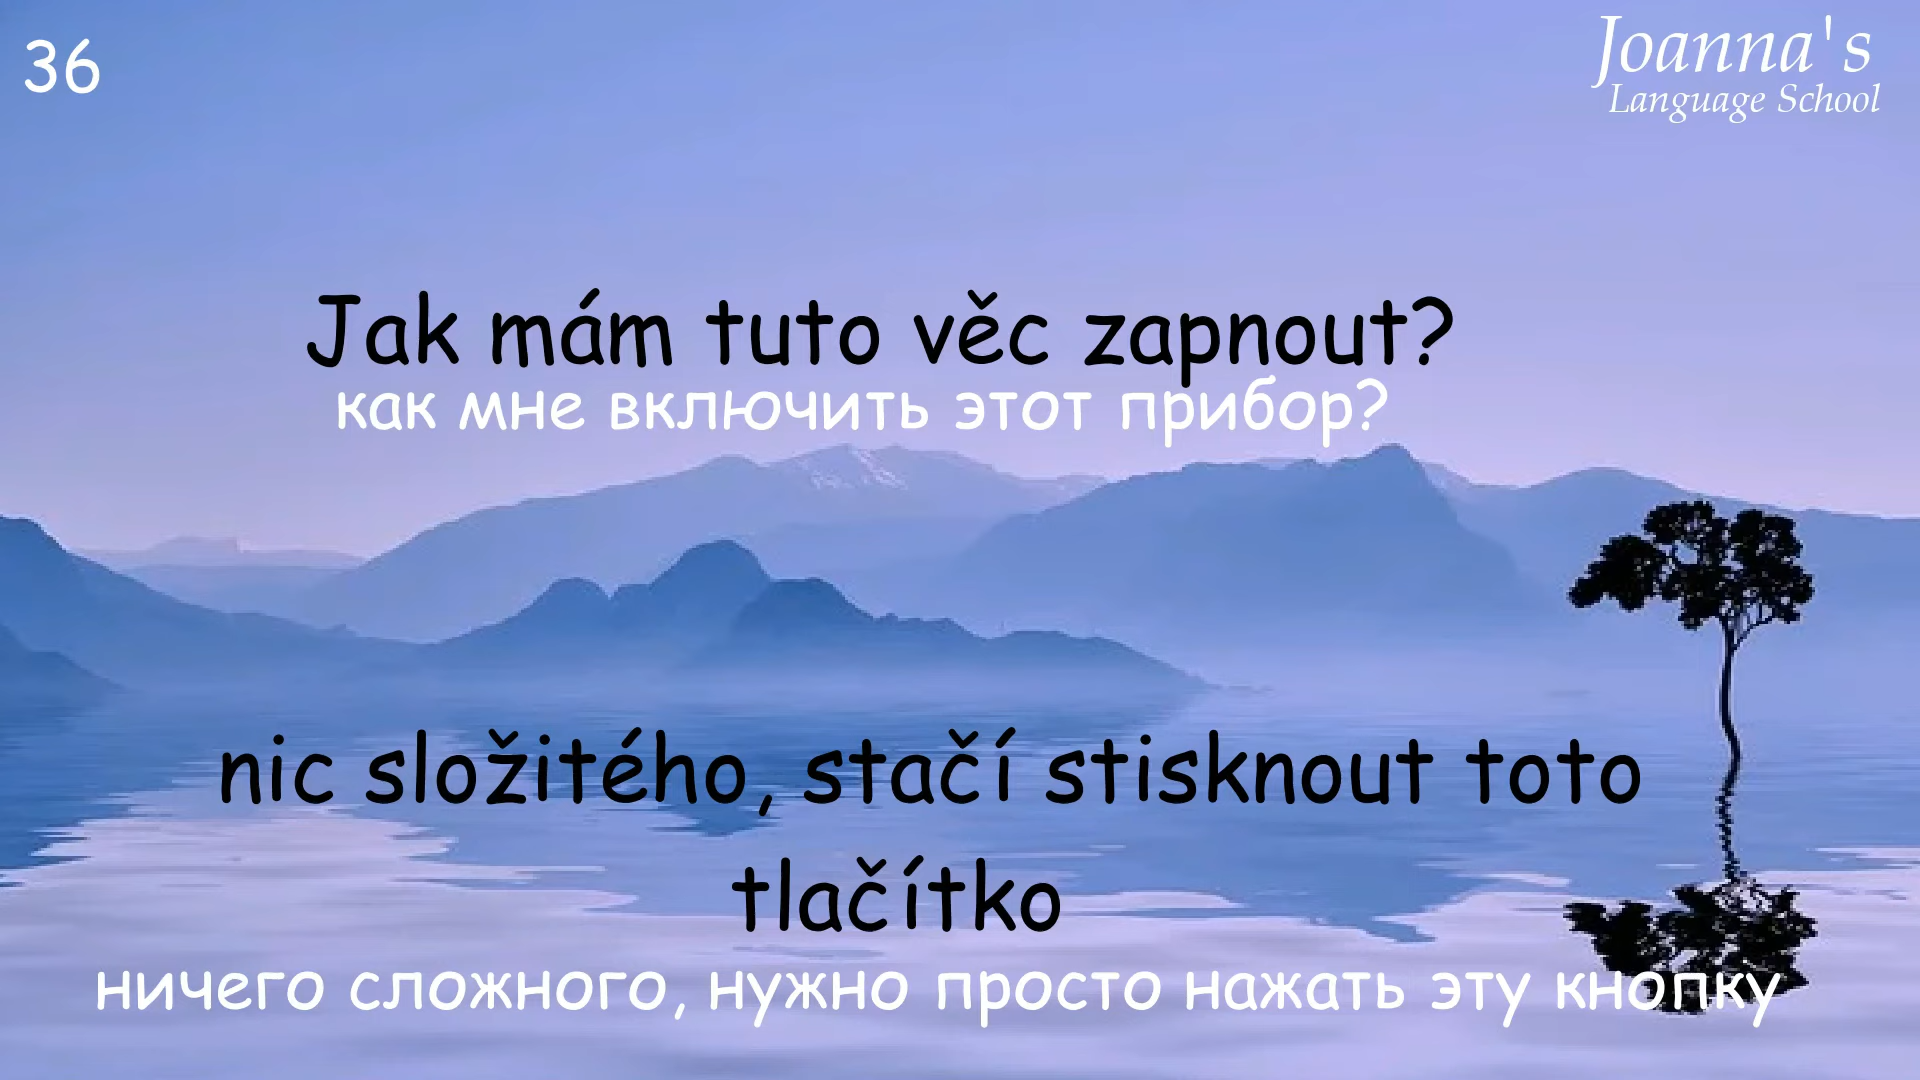 36
Joanna's
Language School
Jak mám tuto věc zapnout?
как мне включить этот прибор?
nic složitého, stačí stisknout toto
tlačítko
ничего сложного, нужно просто нажать эту кнопку